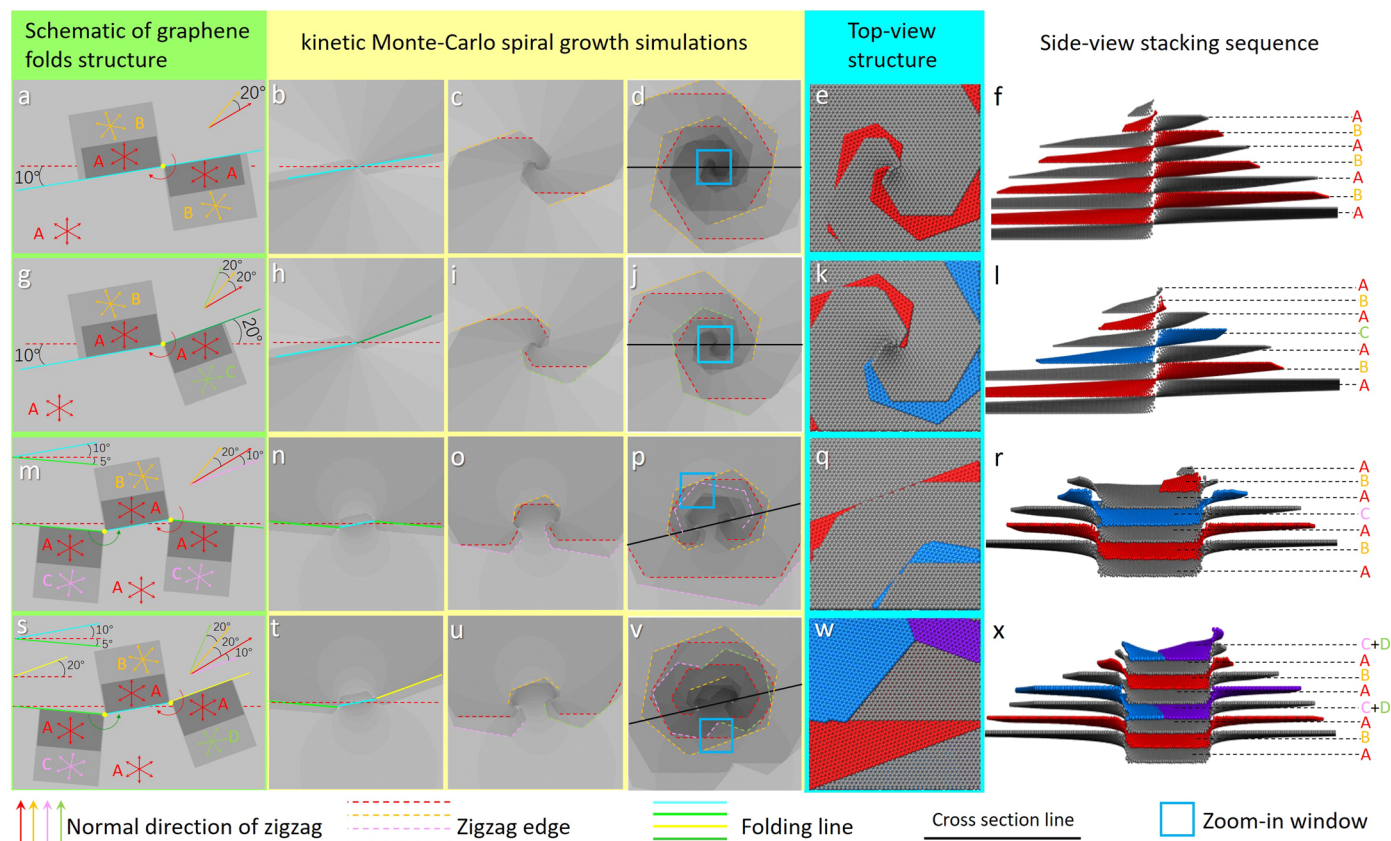 Schematic of graphene
folds structure
kinetic Monte-Carlo spiral growth simulations
Top-view
structure
Side-view stacking sequence
a
20°
B
A
A
B
10°
A
b
c
d
e
f
A
B
A
B
A
B
A
g
20°
20°
B
A
A
20°
10°
C
A
h
i
j
k
l
A
B
A
C
A
B
A
m
10°
5°
20°
10°
B
A
A
A
C
A
C
n
o
p
q
r
A
B
A
C
A
B
A
s
10°
5°
20°
20°
20°
10°
B
A
A
A
C
A
D
t
u
v
w
x
C+D
A
B
A
C+D
A
B
A
Normal direction of zigzag
Zigzag edge
Folding line
Cross section line
Zoom-in window